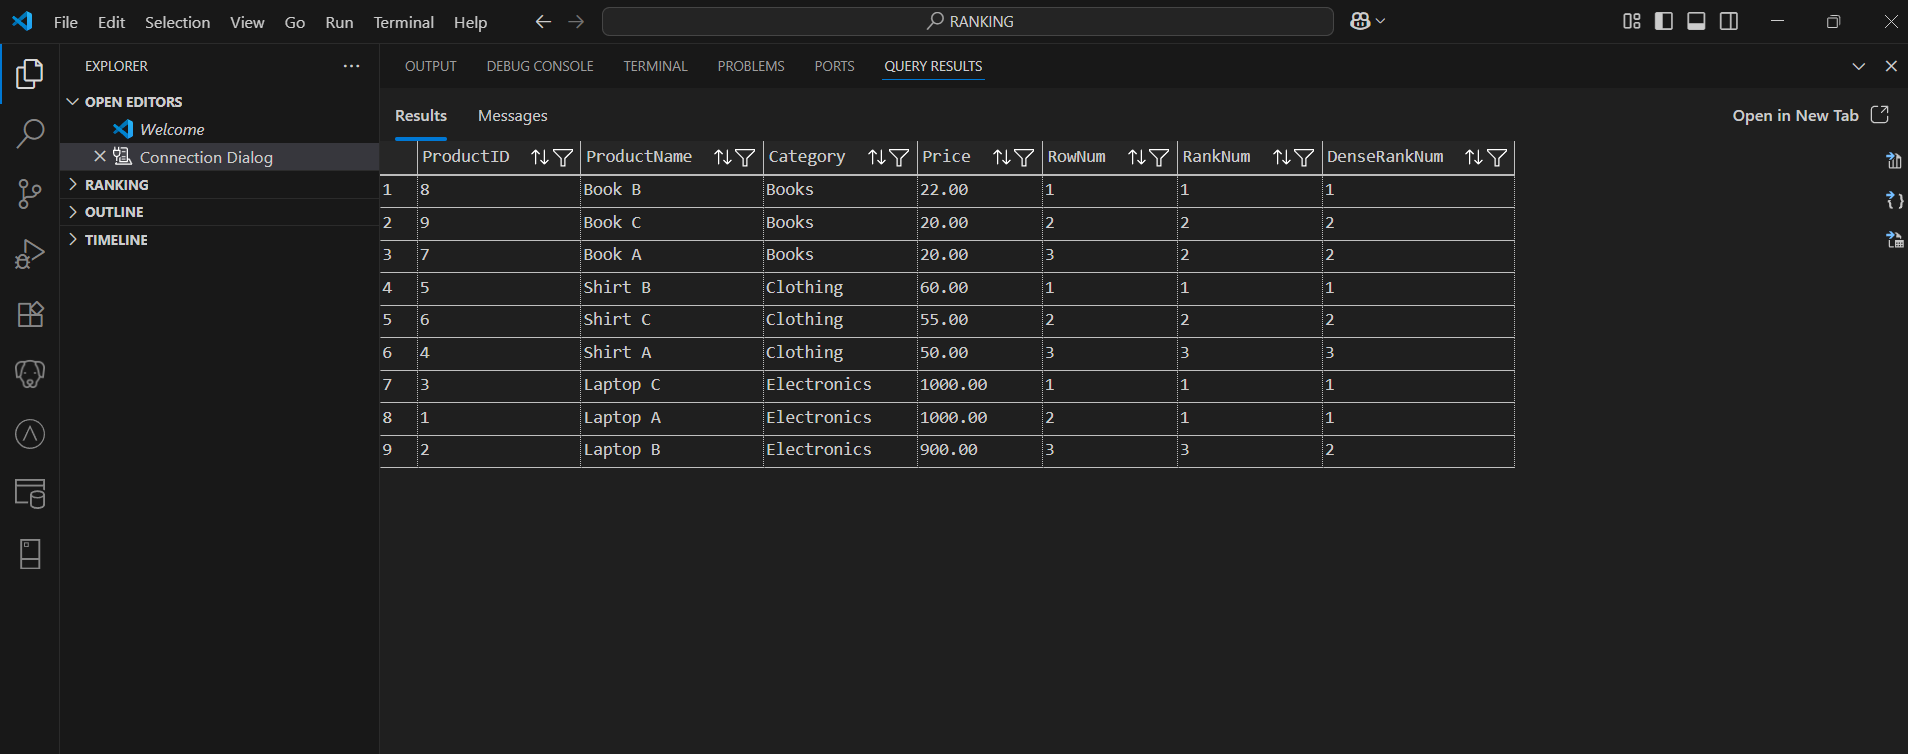 File Edit Selection View Go Run Terminal Help RANKING
EXPLORER
OPEN EDITORS
Welcome
Connection Dialog
RANKING
OUTLINE
TIMELINE
OUTPUT DEBUG CONSOLE TERMINAL PROBLEMS PORTS QUERY RESULTS
Results Messages Open in New Tab
ProductID ProductName Category Price RowNum RankNum DenseRankNum
1 8 Book B Books 22.00 1 1 1
2 9 Book C Books 20.00 2 2 2
3 7 Book A Books 20.00 3 2 2
4 5 Shirt B Clothing 60.00 1 1 1
5 6 Shirt C Clothing 55.00 2 2 2
6 4 Shirt A Clothing 50.00 3 3 3
7 3 Laptop C Electronics 1000.00 1 1 1
8 1 Laptop A Electronics 1000.00 2 1 1
9 2 Laptop B Electronics 900.00 3 3 2